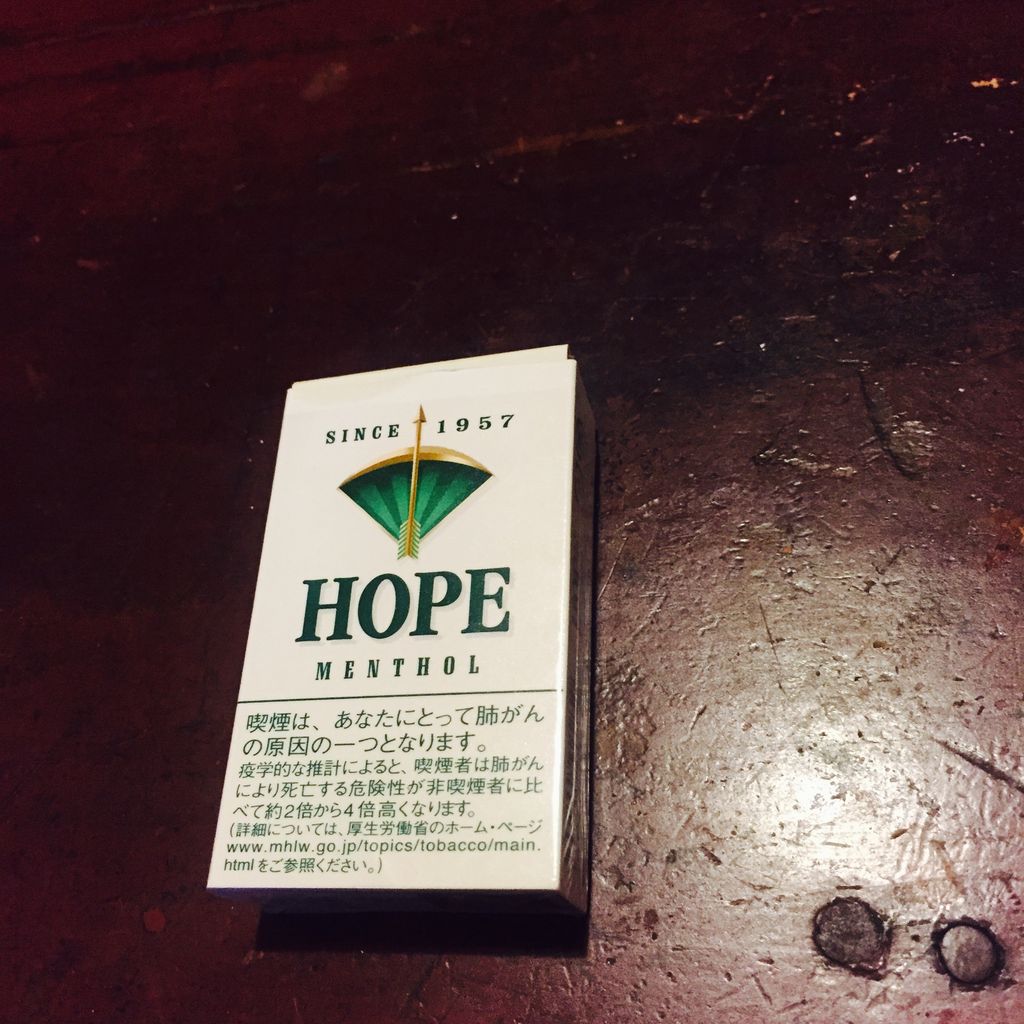 SINCE 1957
HOPE
MENTHOL
喫煙は、あなたにとって肺がん
の原因の一つとなります。
疫学的な推計によると、喫煙者は肺がん
により死亡する危険性が非喫煙者に比
べて約2倍から4倍高くなります。
(詳細については、厚生労働省のホーム・ページ
www.mhlw.go.jp/topics/tobacco/main.
htmlをご参照ください。)